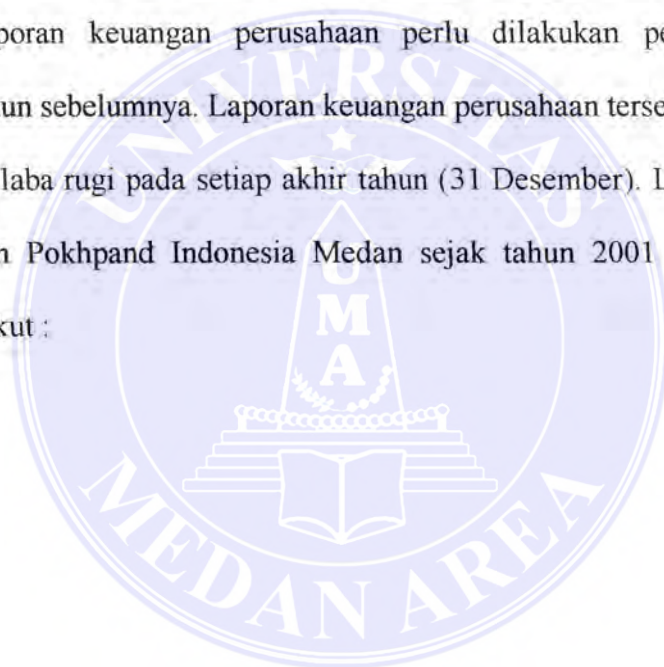 poran keuangan perusahaan perlu dilakukan pe
un sebelumnya. Laporan keuangan perusahaan terse
laba rugi pada setiap akhir tahun (31 Desember). L
Pokhpand Indonesia Medan sejak tahun 2001
kut :
UNIVERSITAS
UMA
MEDAN AREA